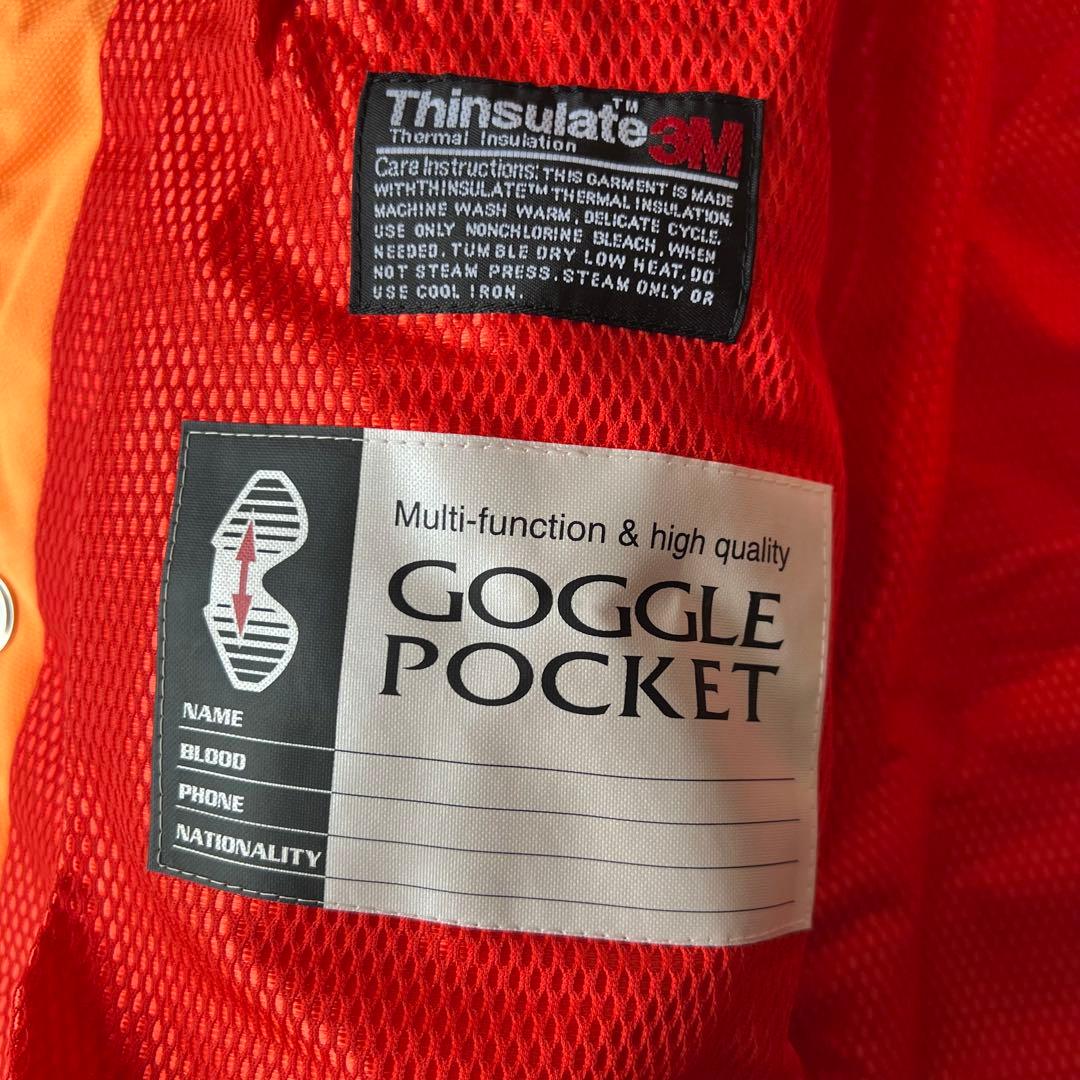 Thinsulate™ 3M
Thermal Insulation
Care Instructions: THIS GARMENT IS MADE
WITHTHINSULATE™ THERMAL INSULATION.
MACHINE WASH WARM, DELICATE CYCLE.
USE ONLY NONCHLORINE BLEACH, WHEN
NEEDED. TUMBLE DRY LOW HEAT. DO
NOT STEAM PRESS. STEAM ONLY OR
USE COOL IRON.
Multi-function & high quality
GOGGLE
POCKET
NAME
BLOOD
PHONE
NATIONALITY